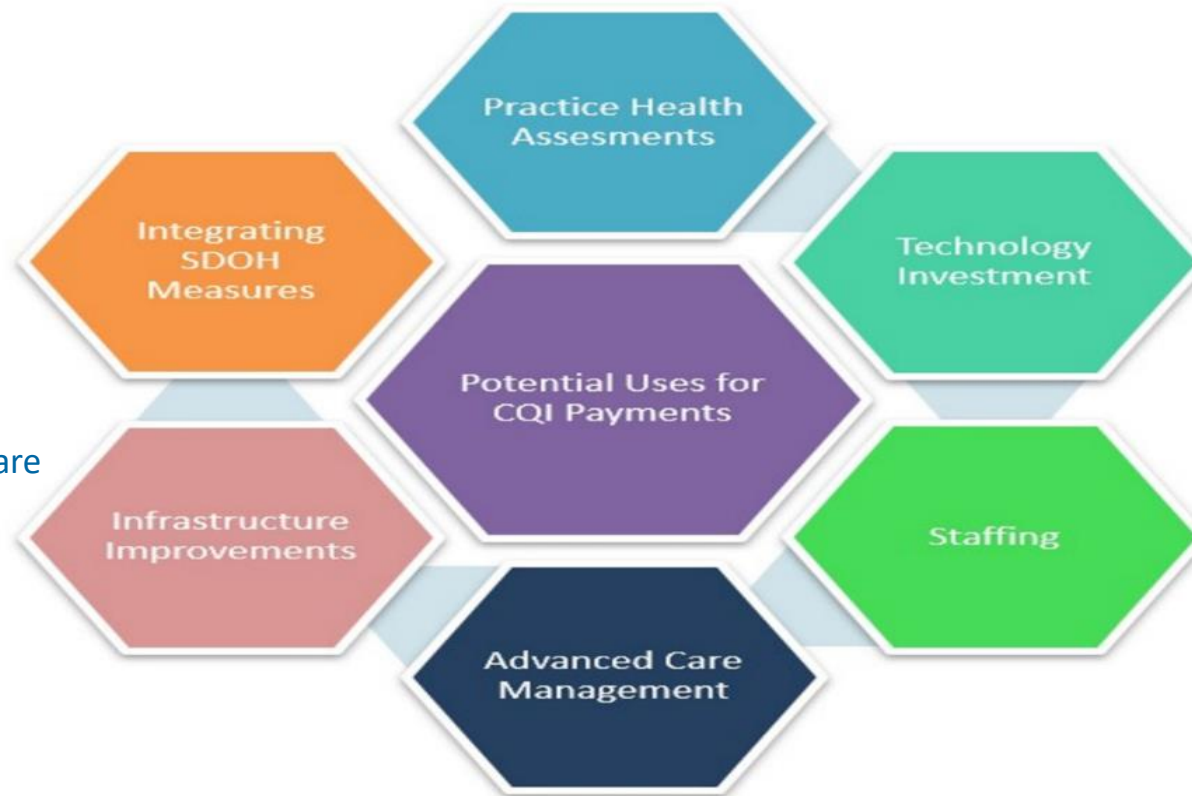 Practice Health
Assesments
Integrating
SDOH
Measures
Technology
Investment
Potential Uses for
CQI Payments
are
Infrastructure
Improvements
Staffing
Advanced Care
Management